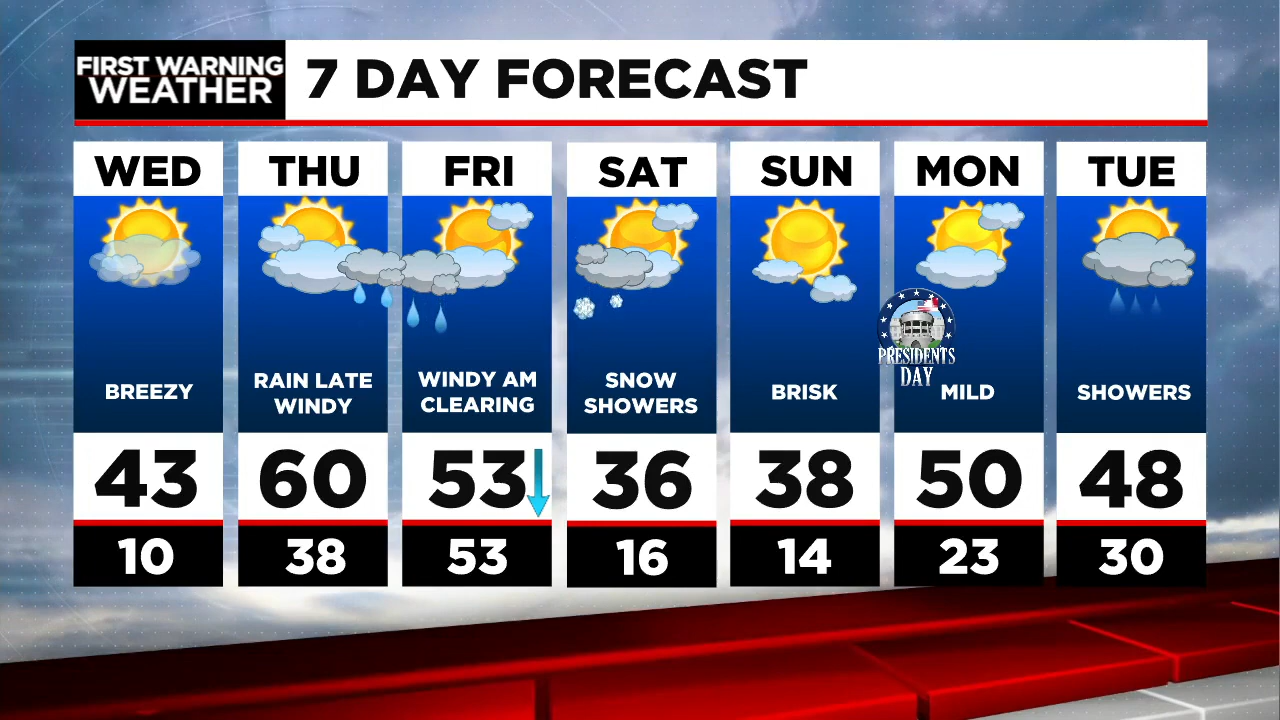 FIRST WARNING
WEATHER
7 DAY FORECAST
WED
THU
FRI
SAT
SUN
MON
TUE
BREEZY
RAIN LATE
WINDY
WINDY AM
CLEARING
SNOW
SHOWERS
BRISK
PRESIDENTS
DAY
MILD
SHOWERS
43
60
53
36
38
50
48
10
38
53
16
14
23
30